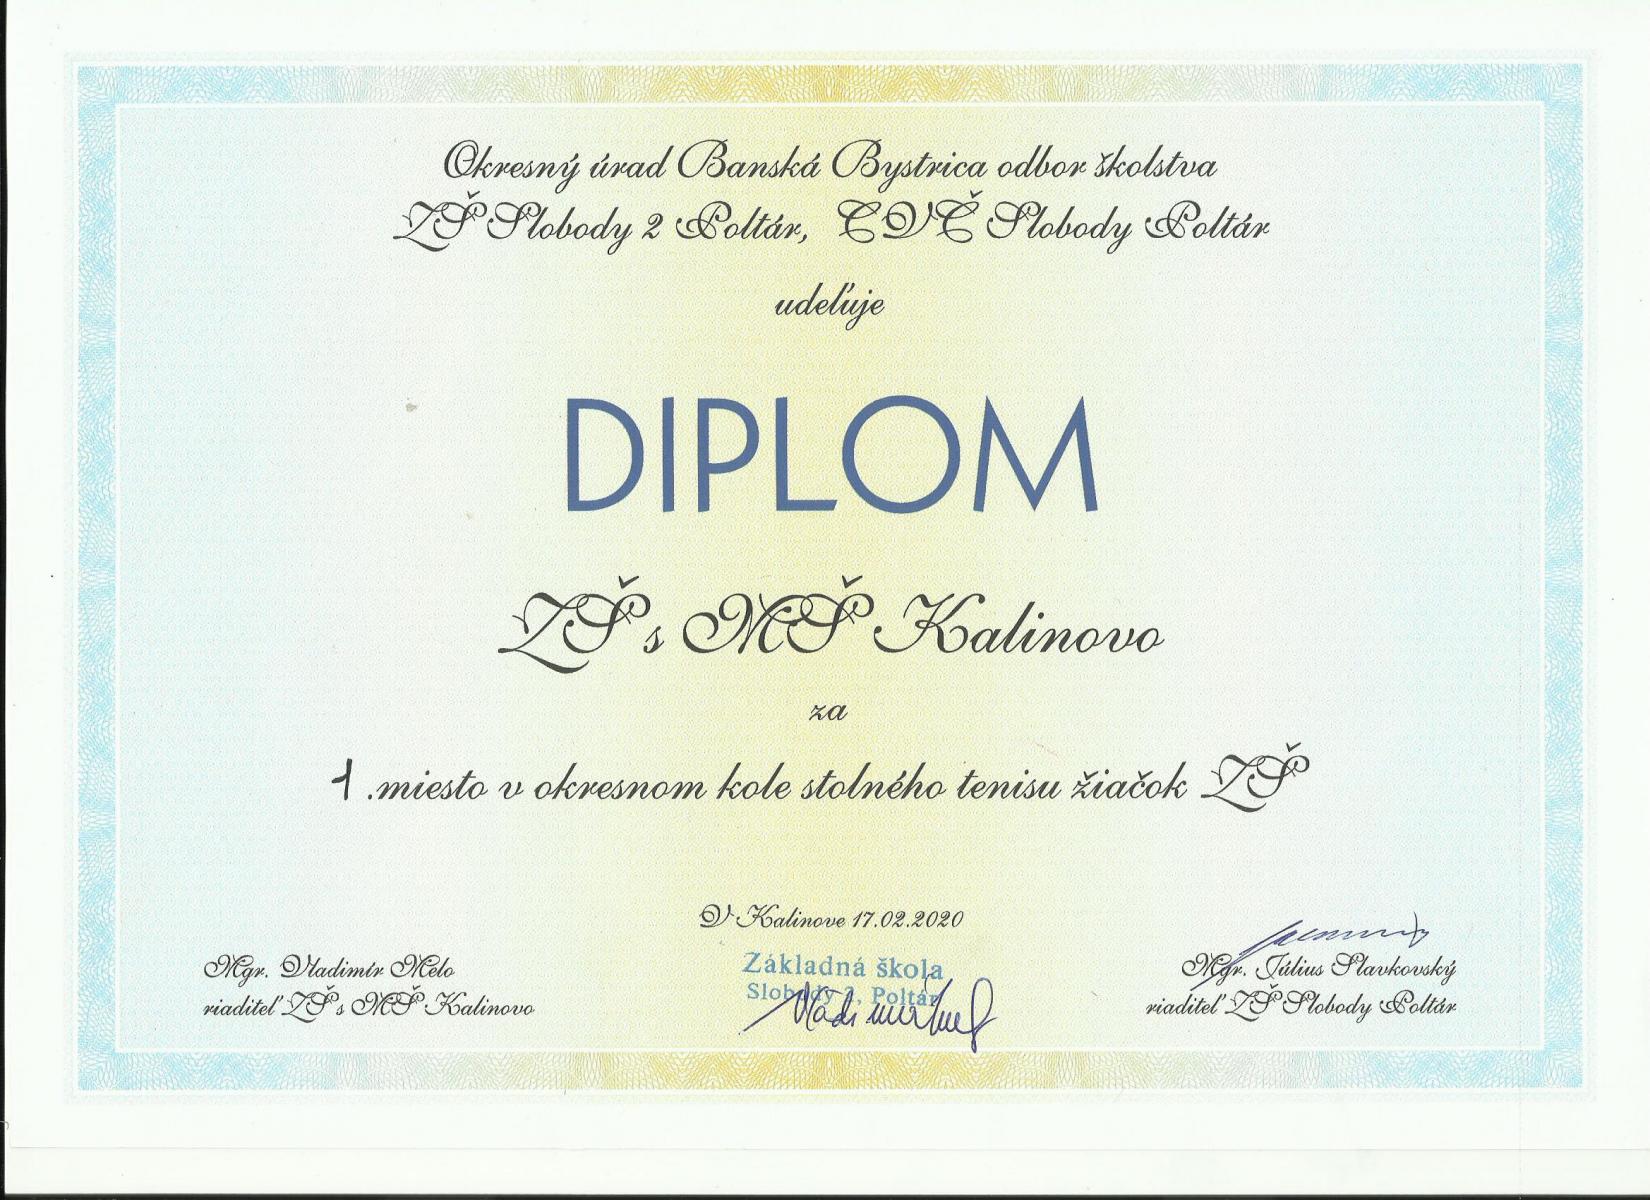 Okresný úrad Banská Bystrica odbor školstva
ZŠ Slobody 2 Poltár, CVČ Slobody Poltár
udeľuje
DIPLOM
ZŠ s MŠ Kalinovo
za
1.miesto v okresnom kole stolného tenisu žiačok ZŠ
V Kalinove 17.02.2020
Základná škola
Slobody 2, Poltár
Mgr. Vladimír Melo
riaditeľ ZŠ s MŠ Kalinovo
Mgr. Július Slavkovský
riaditeľ ZŠ Slobody Poltár